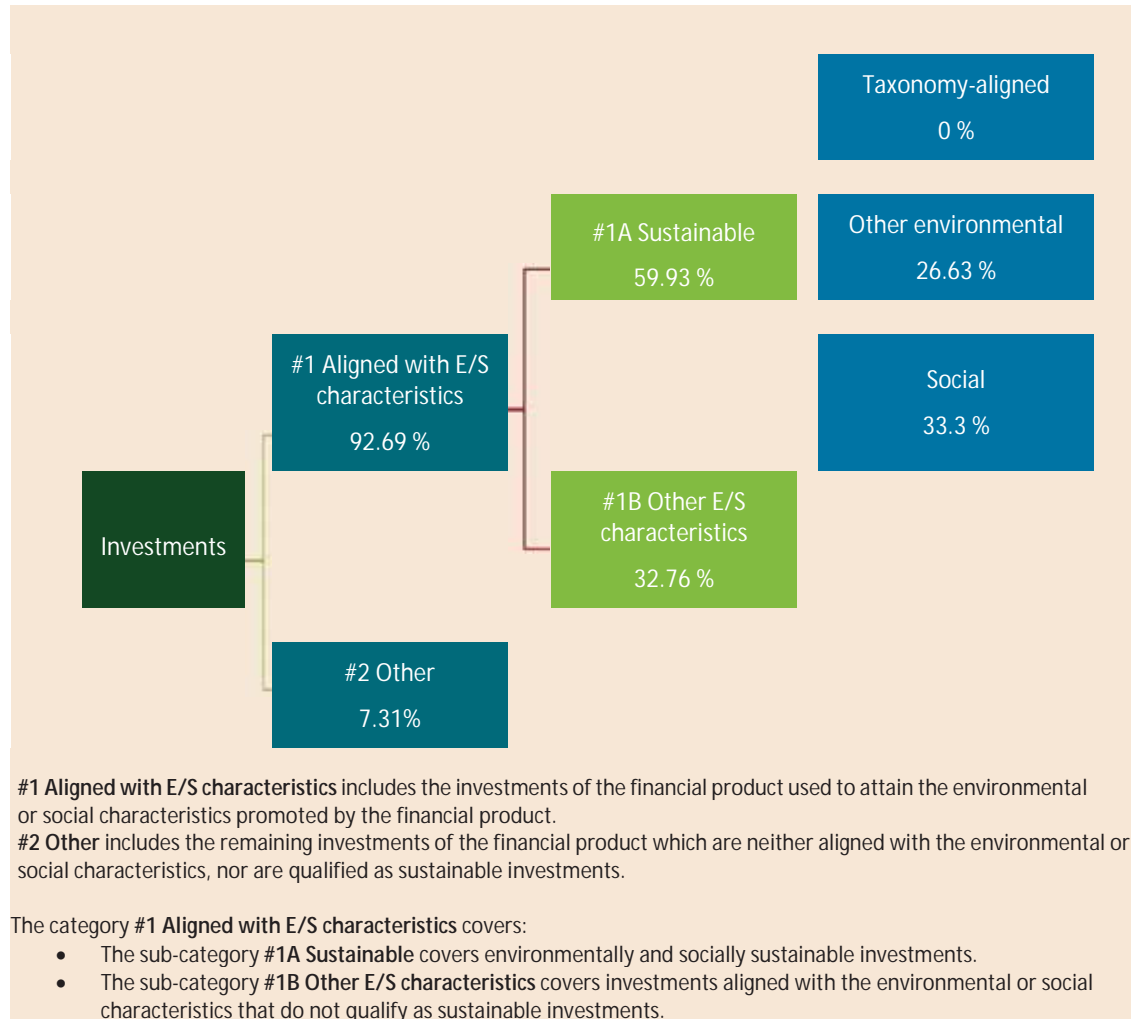 Taxonomy-aligned
0 %
#1A Sustainable
59.93 %
Other environmental
26.63 %
#1 Aligned with E/S
characteristics
92.69 %
Social
33.3 %
Investments
#1B Other E/S
characteristics
32.76 %
#2 Other
7.31%
#1 Aligned with E/S characteristics includes the investments of the financial product used to attain the environmental
or social characteristics promoted by the financial product.
#2 Other includes the remaining investments of the financial product which are neither aligned with the environmental or
social characteristics, nor are qualified as sustainable investments.
The category #1 Aligned with E/S characteristics covers:
• The sub-category #1A Sustainable covers environmentally and socially sustainable investments.
• The sub-category #1B Other E/S characteristics covers investments aligned with the environmental or social
characteristics that do not qualify as sustainable investments.